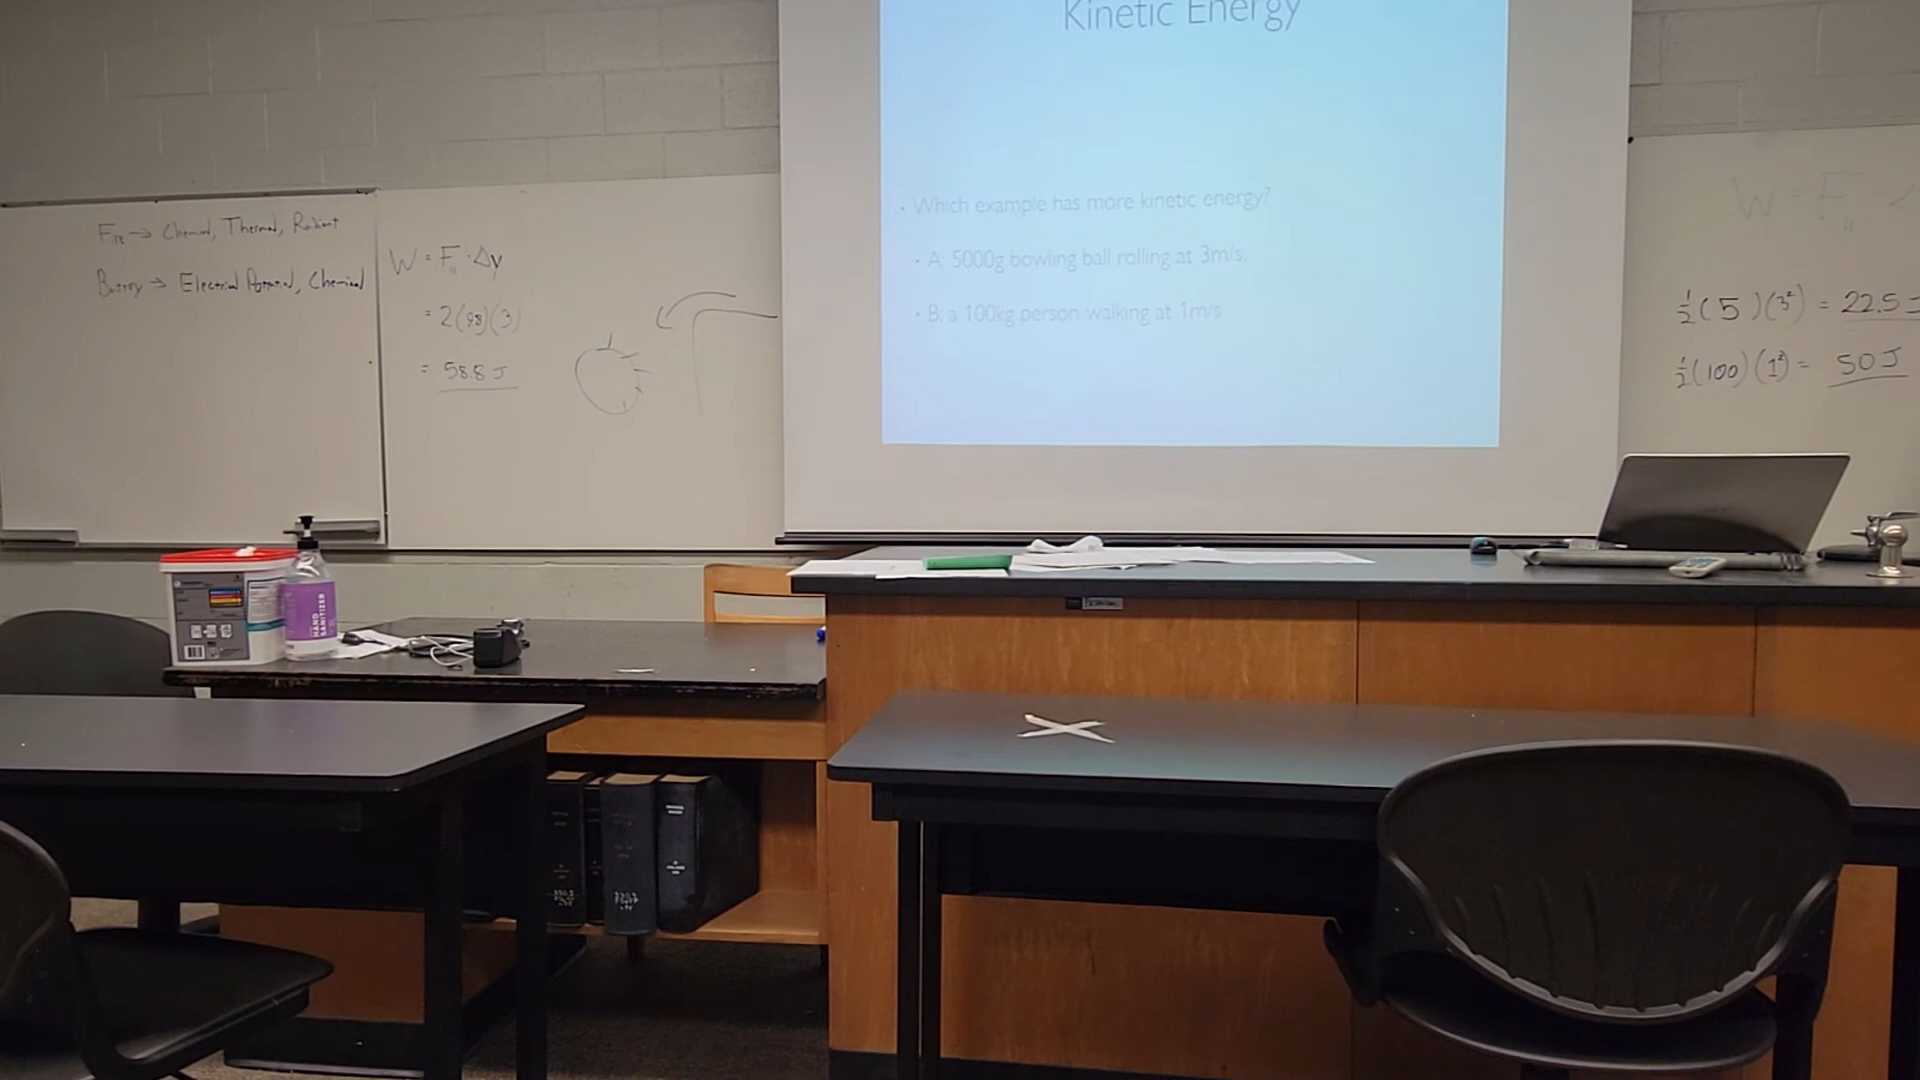 Kinetic Energy
• Which example has more kinetic energy?
• A: 5000g bowling ball rolling at 3m/s.
• B: a 100kg person walking at 1m/s
Fire → Chemical, Thermal, Radiant
Battery → Electrical Potential, Chemical
W = F∥ · Δy
= 2(9.8)(3)
= 58.8 J
W = F∥
½(5)(3²) = 22.5 J
½(100)(1²) = 50 J
HAND
SANITIZER